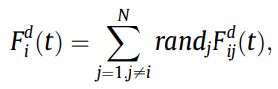 F_i^d(t) = \sum_{j=1, j \neq i}^{N} rand_j F_{ij}^d(t),